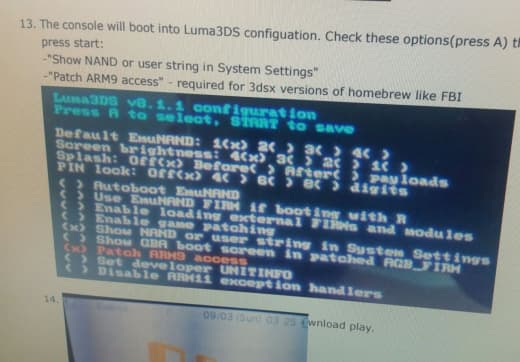 13. The console will boot into Luma3DS configuation. Check these options(press A) th
press start:
-"Show NAND or user string in System Settings"
-"Patch ARM9 access" - required for 3dsx versions of homebrew like FBI
Luma3DS v8.1.1 configuration
Press A to select, START to save
Default EmuNAND: 1(x) 2( ) 3( ) 4( )
Screen brightness: 4(x) 3( ) 2( ) 1( )
Splash: Off(x) Before( ) After( ) payloads
PIN lock: Off(x) 4( ) 6( ) 8( ) digits
( ) Autoboot EmuNAND
( ) Use EmuNAND FIRM if booting with R
( ) Enable loading external FIRMs and modules
( ) Enable game patching
(x) Show NAND or user string in System Settings
( ) Show GBA boot screen in patched AGB_FIRM
(x) Patch ARM9 access
( ) Set developer UNITINFO
( ) Disable ARM11 exception handlers
14.
09/03 (Sun) 03 25
wnload play.